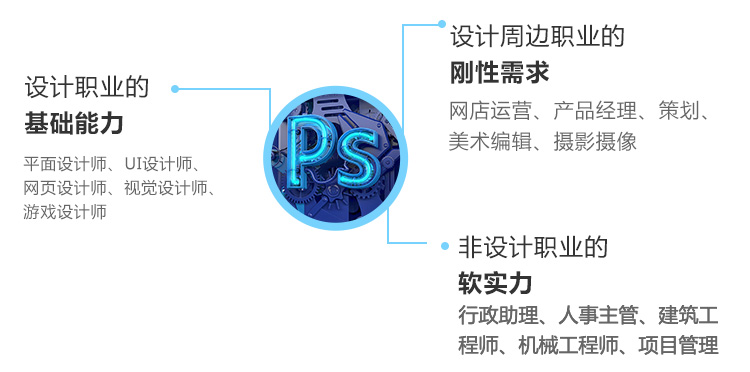 设计职业的
基础能力
平面设计师、UI设计师、
网页设计师、视觉设计师、
游戏设计师
Ps
设计周边职业的
刚性需求
网店运营、产品经理、策划、
美术编辑、摄影摄像
非设计职业的
软实力
行政助理、人事主管、建筑工
程师、机械工程师、项目管理